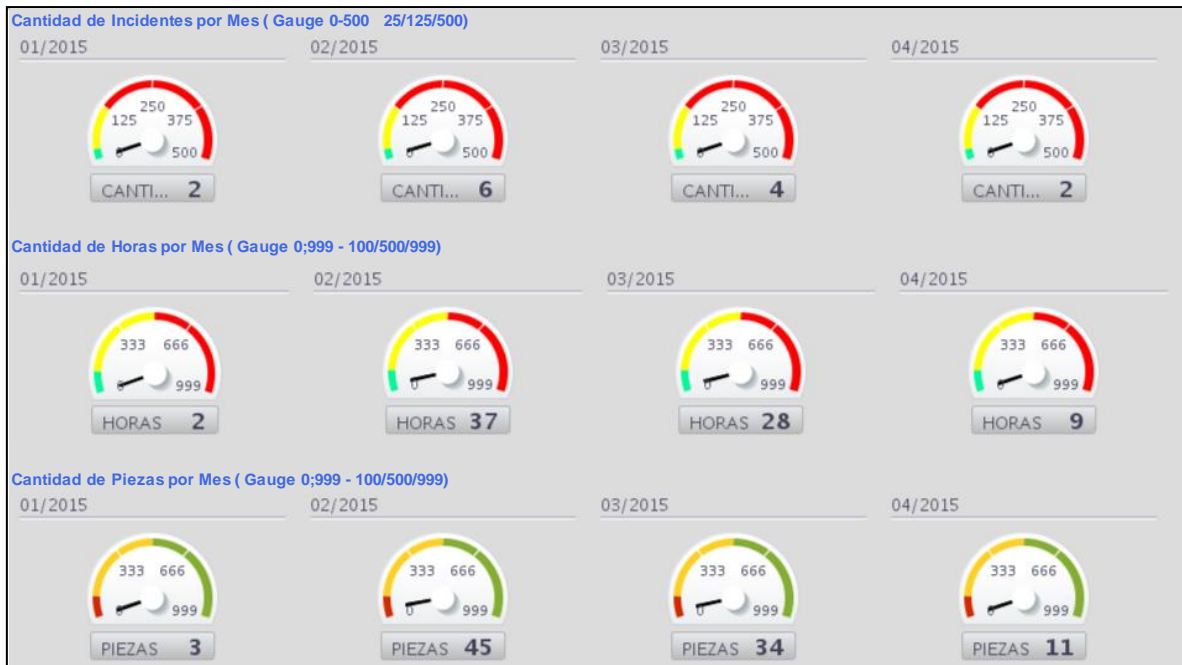 Cantidad de Incidentes por Mes ( Gauge 0-500 25/125/500)
01/2015 02/2015 03/2015 04/2015
250 250 250 250
125 375 125 375 125 375 125 375
0 500 0 500 0 500 0 500
CANTI... 2 CANTI... 6 CANTI... 4 CANTI... 2
Cantidad de Horas por Mes ( Gauge 0;999 - 100/500/999)
01/2015 02/2015 03/2015 04/2015
333 666 333 666 333 666 333 666
0 999 0 999 0 999 0 999
HORAS 2 HORAS 37 HORAS 28 HORAS 9
Cantidad de Piezas por Mes ( Gauge 0;999 - 100/500/999)
01/2015 02/2015 03/2015 04/2015
333 666 333 666 333 666 333 666
0 999 0 999 0 999 0 999
PIEZAS 3 PIEZAS 45 PIEZAS 34 PIEZAS 11